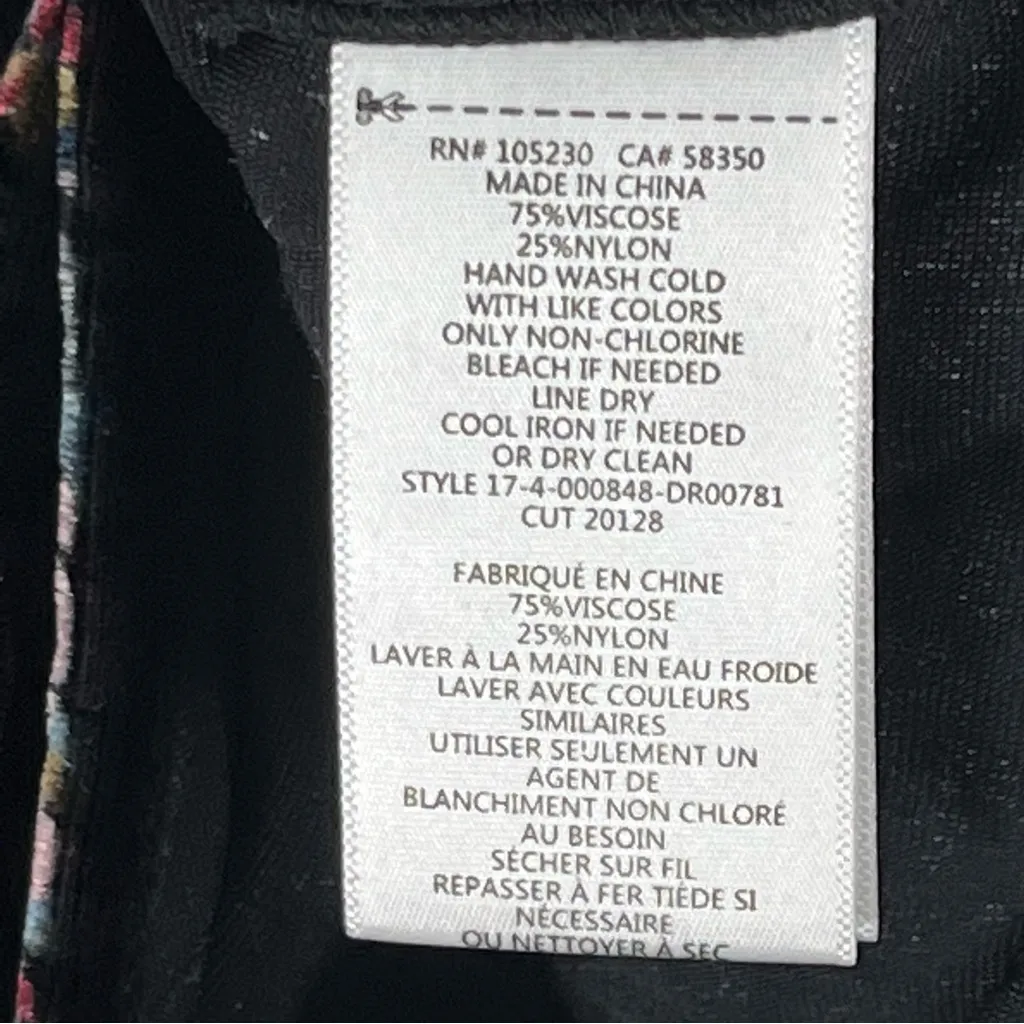 RN# 105230 CA# 58350
MADE IN CHINA
75%VISCOSE
25%NYLON
HAND WASH COLD
WITH LIKE COLORS
ONLY NON-CHLORINE
BLEACH IF NEEDED
LINE DRY
COOL IRON IF NEEDED
OR DRY CLEAN
STYLE 17-4-000848-DR00781
CUT 20128
FABRIQUÉ EN CHINE
75%VISCOSE
25%NYLON
LAVER À LA MAIN EN EAU FROIDE
LAVER AVEC COULEURS
SIMILAIRES
UTILISER SEULEMENT UN
AGENT DE
BLANCHIMENT NON CHLORÉ
AU BESOIN
SÉCHER SUR FIL
REPASSER À FER TIÈDE SI
NÉCESSAIRE
OU NETTOYER À SEC